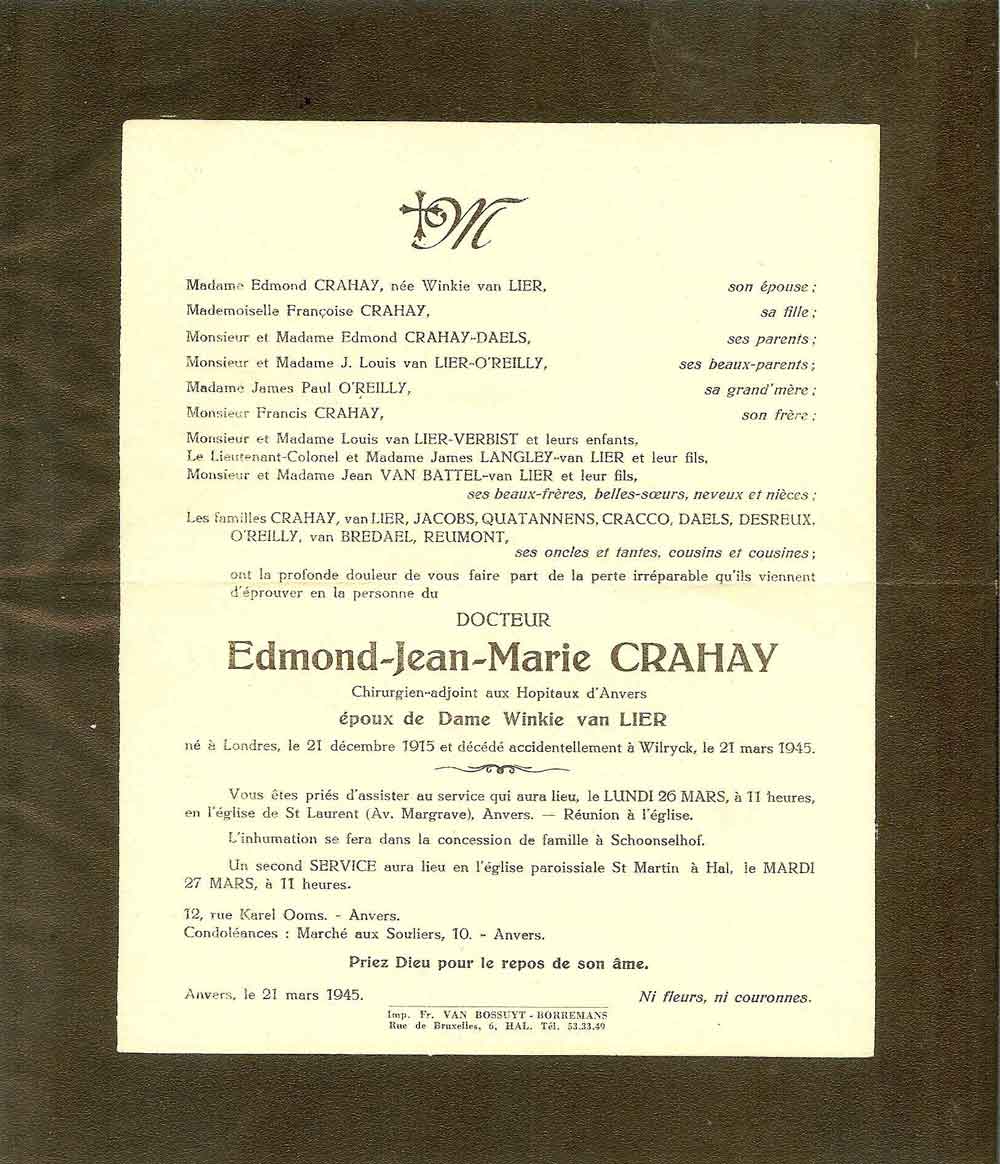 M
Madame Edmond CRAHAY, née Winkie van LIER, son épouse ;
Mademoiselle Françoise CRAHAY, sa fille ;
Monsieur et Madame Edmond CRAHAY-DAELS, ses parents ;
Monsieur et Madame J. Louis van LIER-O'REILLY, ses beaux-parents ;
Madame James Paul O'REILLY, sa grand'mère ;
Monsieur Francis CRAHAY, son frère ;
Monsieur et Madame Louis van LIER-VERBIST et leurs enfants,
Le Lieutenant-Colonel et Madame James LANGLEY-van LIER et leur fils,
Monsieur et Madame Jean VAN BATTEL-van LIER et leur fils,
ses beaux-frères, belles-sœurs, neveux et nièces ;
Les familles CRAHAY, van LIER, JACOBS, QUATANNENS, CRACCO, DAELS, DESREUX,
O'REILLY, van BREDAEL, REUMONT,
ses oncles et tantes, cousins et cousines ;
ont la profonde douleur de vous faire part de la perte irréparable qu'ils viennent
d'éprouver en la personne du
DOCTEUR
Edmond-Jean-Marie CRAHAY
Chirurgien-adjoint aux Hopitaux d'Anvers
époux de Dame Winkie van LIER
né à Londres, le 21 décembre 1915 et décédé accidentellement à Wilryck, le 21 mars 1945.
Vous êtes priés d'assister au service qui aura lieu, le LUNDI 26 MARS, à 11 heures,
en l'église de St Laurent (Av. Margrave), Anvers. — Réunion à l'église.
L'inhumation se fera dans la concession de famille à Schoonselhof.
Un second SERVICE aura lieu en l'église paroissiale St Martin à Hal, le MARDI
27 MARS, à 11 heures.
12, rue Karel Ooms. - Anvers.
Condoléances : Marché aux Souliers, 10. - Anvers.
Priez Dieu pour le repos de son âme.
Anvers, le 21 mars 1945. Ni fleurs, ni couronnes.
Imp. Fr. VAN BOSSUYT - BORREMANS
Rue de Bruxelles, 6, HAL. Tél. 53.33.49